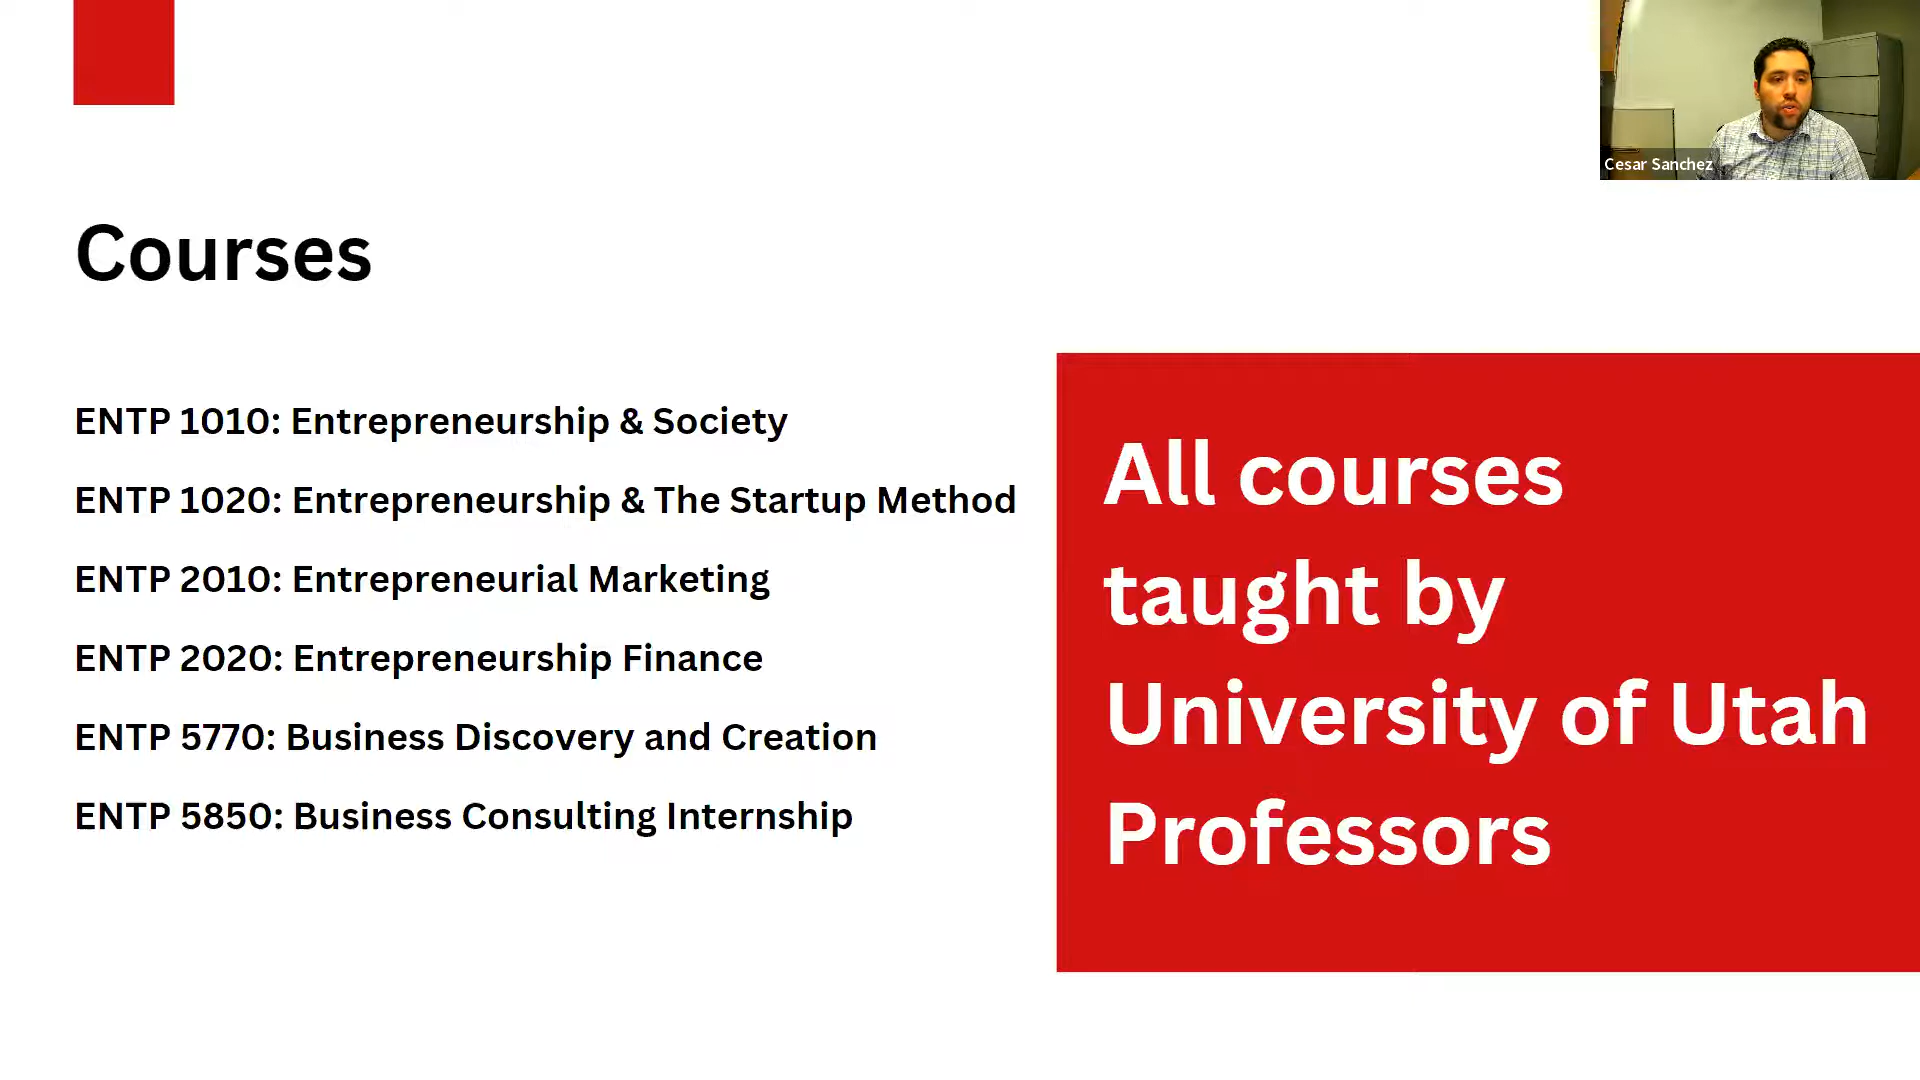 Cesar Sanchez
Courses
ENTP 1010: Entrepreneurship & Society
ENTP 1020: Entrepreneurship & The Startup Method
ENTP 2010: Entrepreneurial Marketing
ENTP 2020: Entrepreneurship Finance
ENTP 5770: Business Discovery and Creation
ENTP 5850: Business Consulting Internship
All courses
taught by
University of Utah
Professors